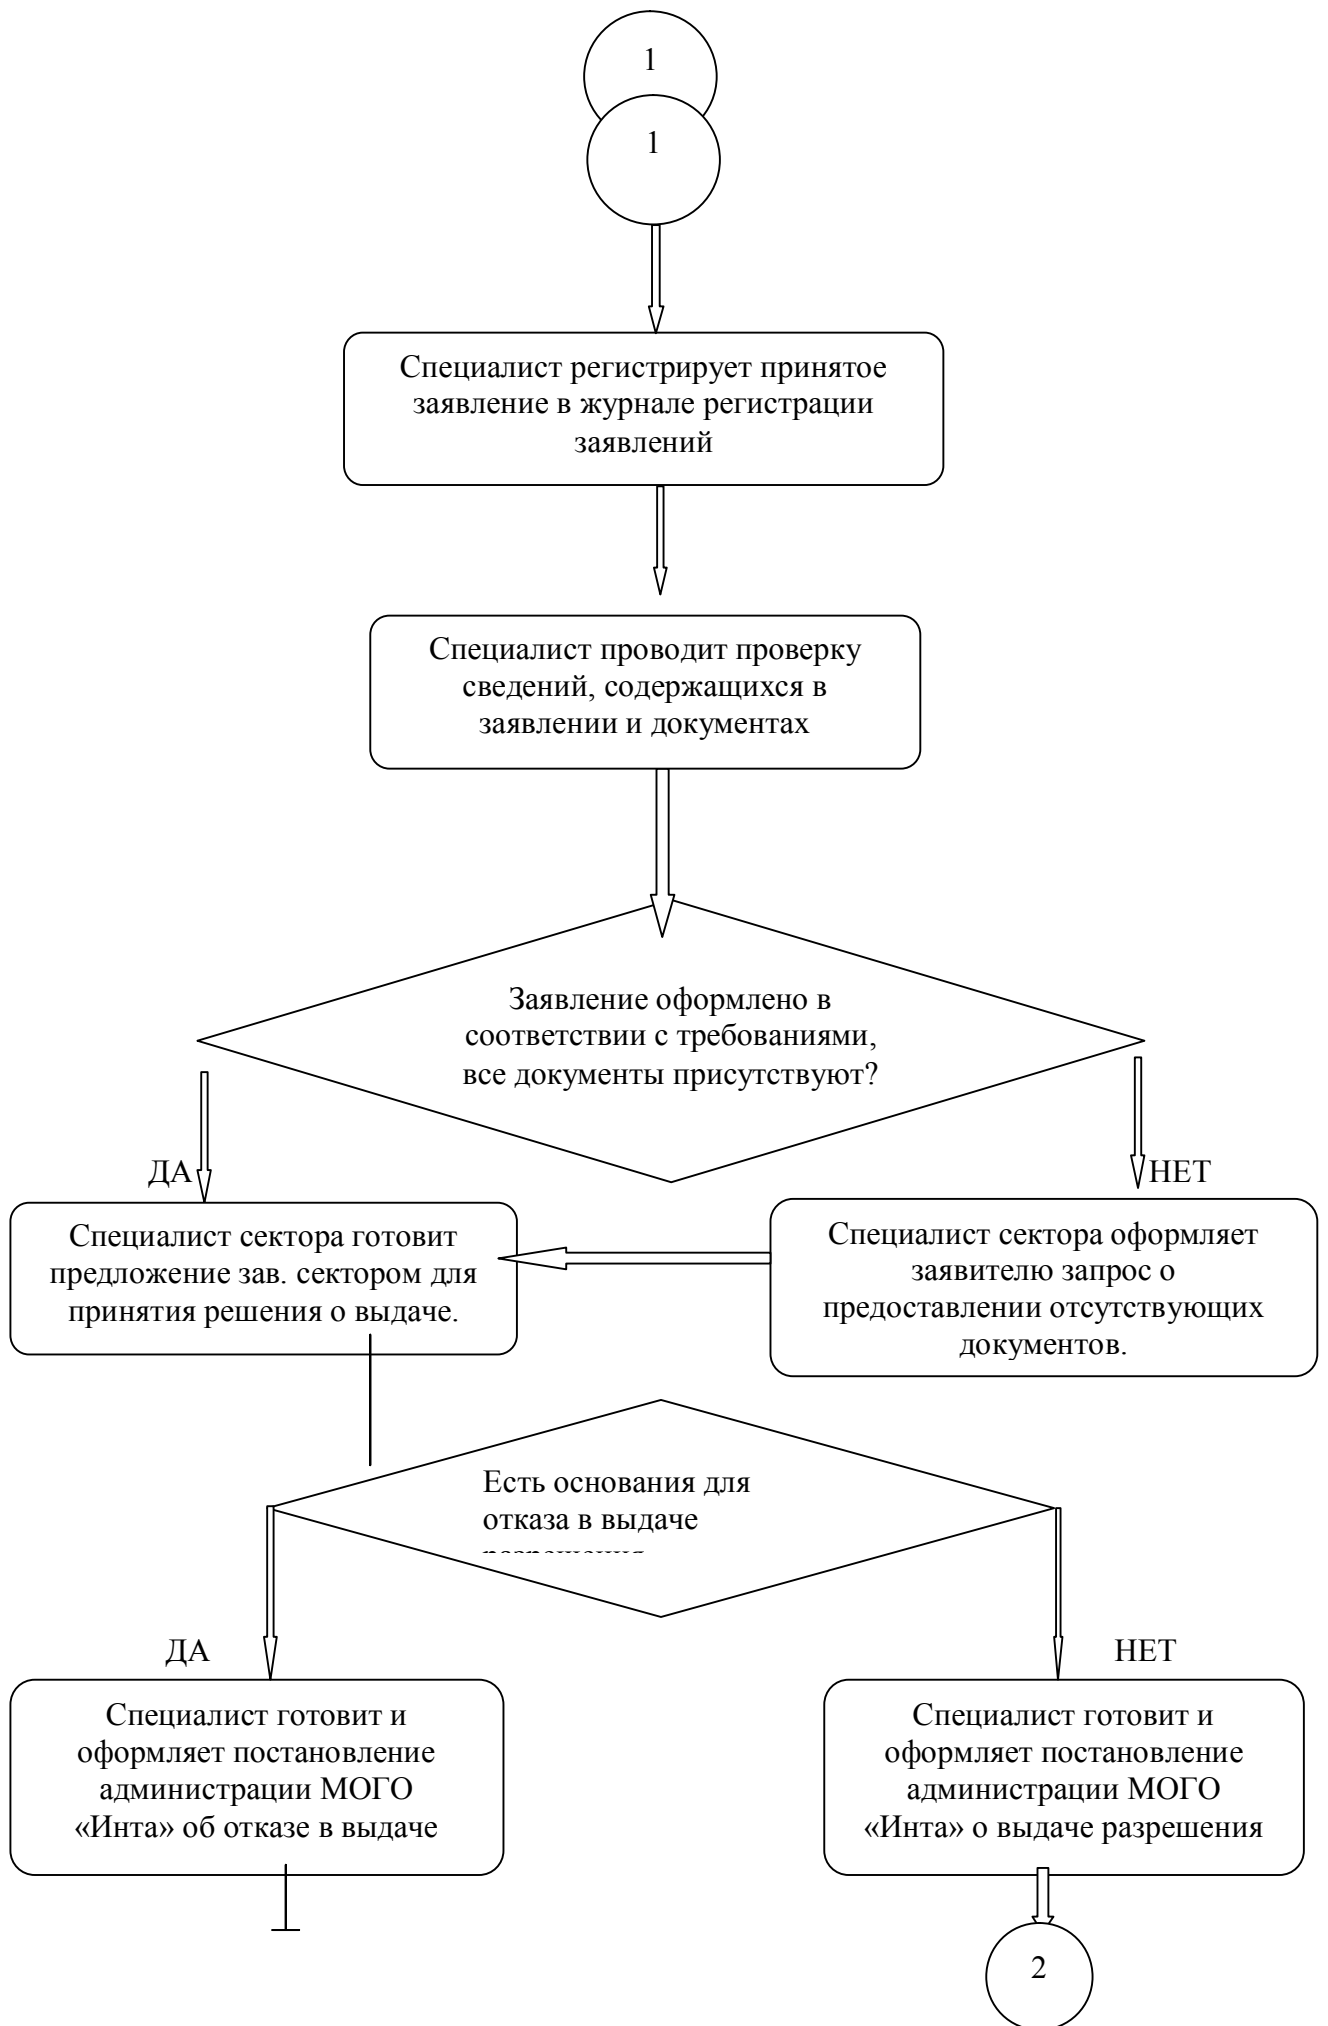 1
1
Специалист регистрирует принятое
заявление в журнале регистрации
заявлений
Специалист проводит проверку
сведений, содержащихся в
заявлении и документах
Заявление оформлено в
соответствии с требованиями,
все документы присутствуют?
ДА
НЕТ
Специалист сектора готовит
предложение зав. сектором для
принятия решения о выдаче.
Специалист сектора оформляет
заявителю запрос о
предоставлении отсутствующих
документов.
Есть основания для
отказа в выдаче
ДА
НЕТ
Специалист готовит и
оформляет постановление
администрации МОГО
«Инта» об отказе в выдаче
Специалист готовит и
оформляет постановление
администрации МОГО
«Инта» о выдаче разрешения
2